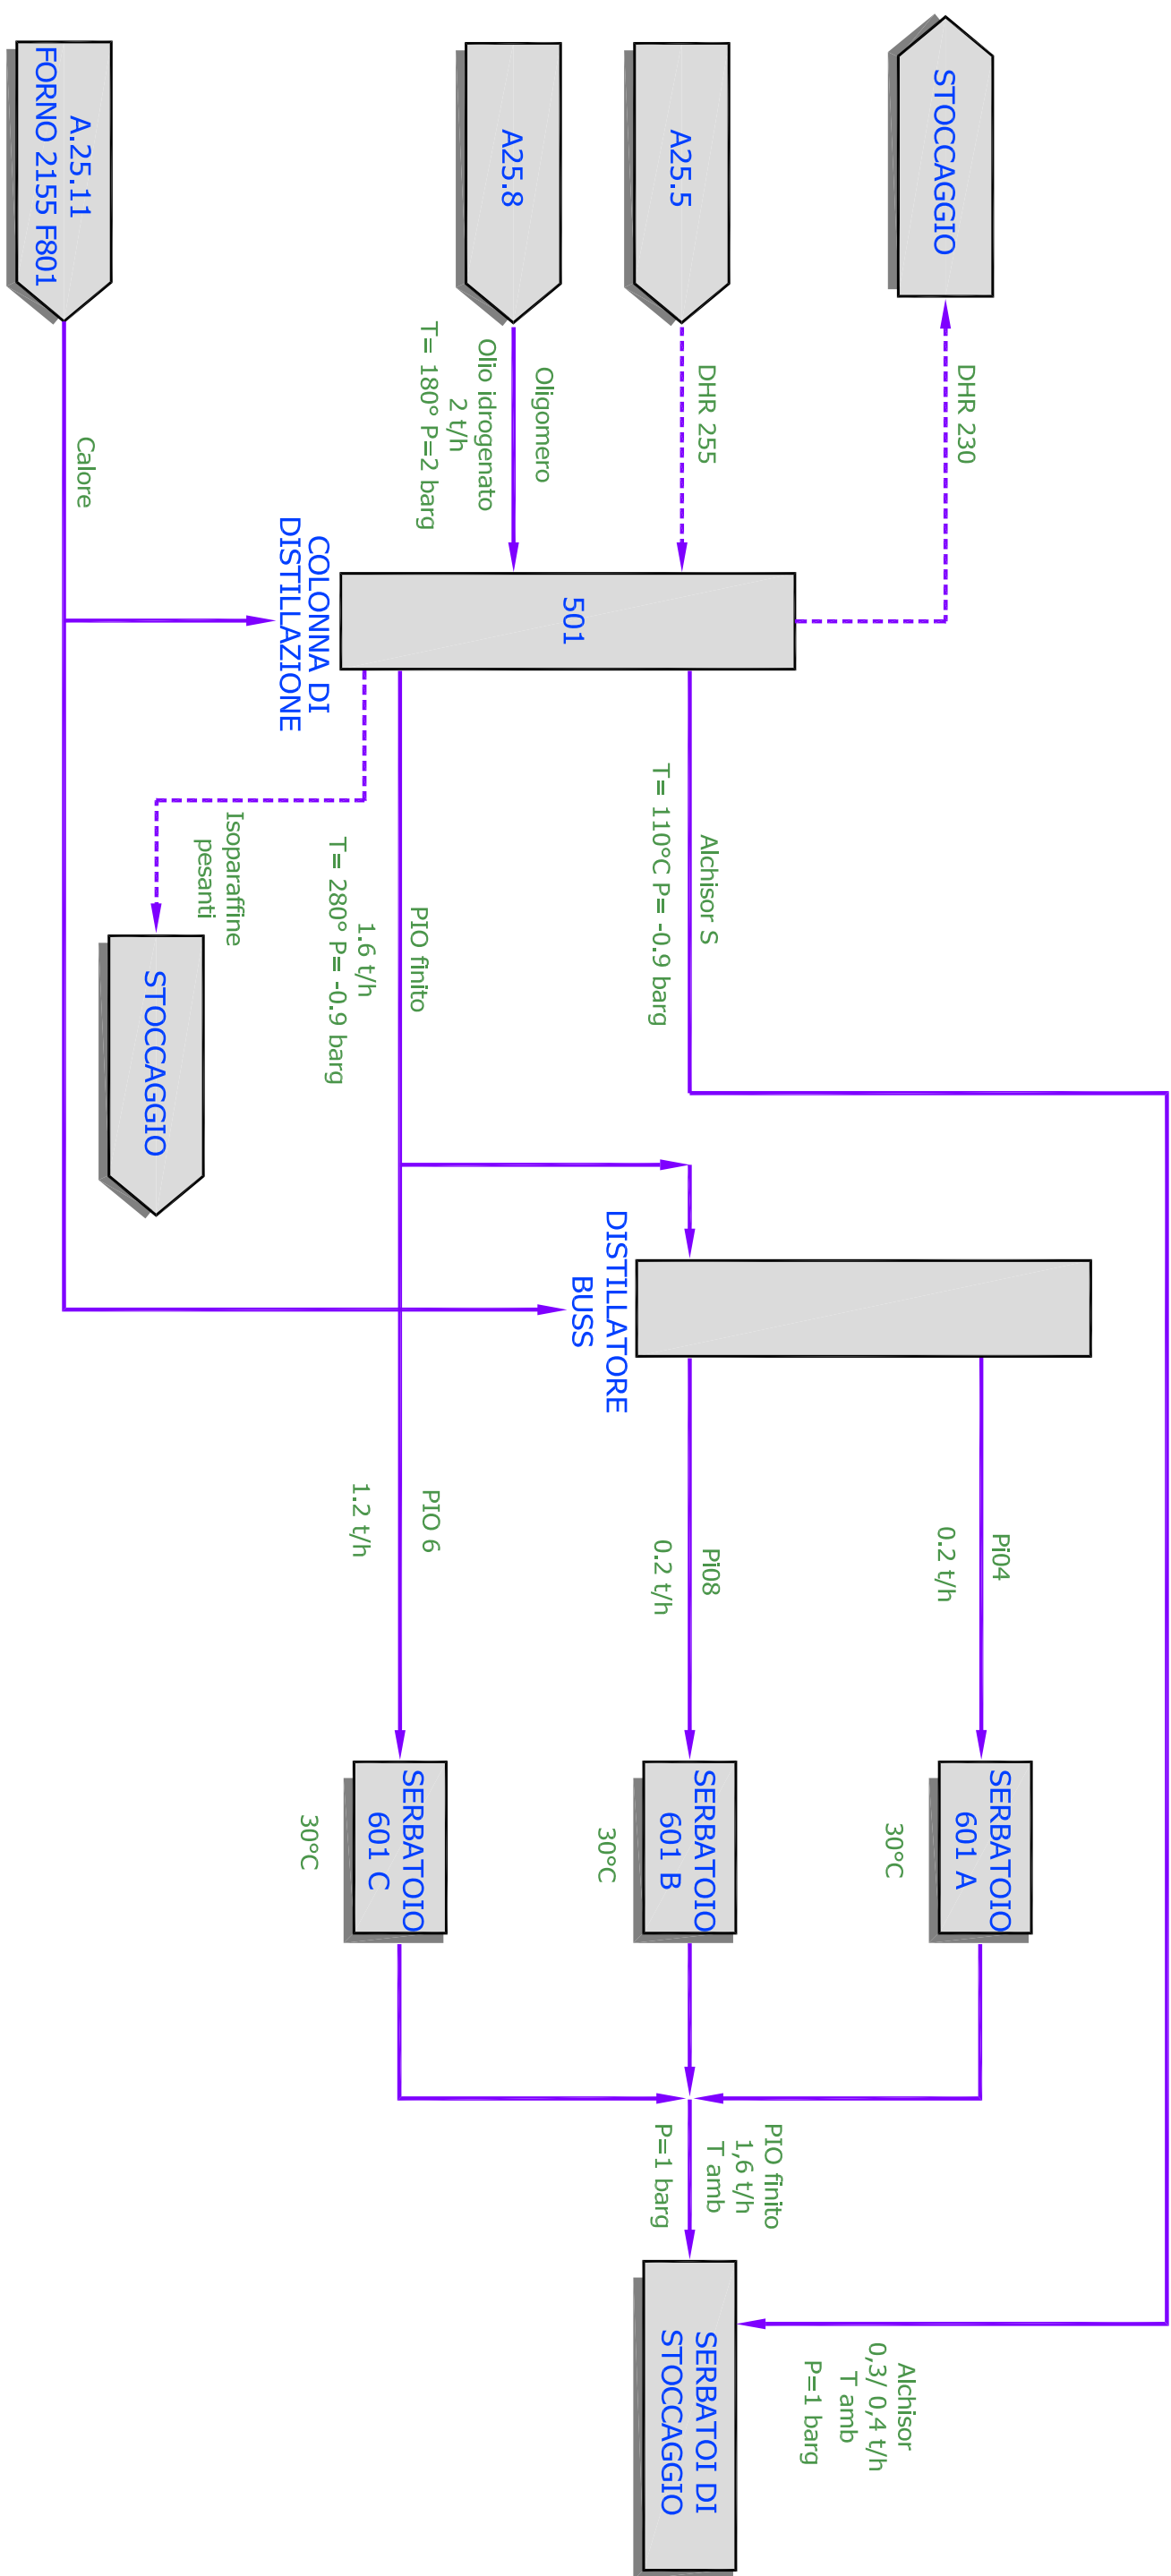 STOCCAGGIO
DHR 230
A25.5
DHR 255
A25.8
Oligomero
Olio idrogenato
2 t/h
T= 180° P=2 barg
A.25.11
FORNO 2155 F801
Calore
501
COLONNA DI
DISTILLAZIONE
Alchisor S
T= 110°C P= -0.9 barg
PIO finito
1.6 t/h
T= 280° P= -0.9 barg
Isoparaffine
pesanti
STOCCAGGIO
DISTILLATORE
BUSS
Pi04
0.2 t/h
Pi08
0.2 t/h
PIO 6
1.2 t/h
SERBATOIO
601 A
30°C
SERBATOIO
601 B
30°C
SERBATOIO
601 C
30°C
PIO finito
1,6 t/h
T amb
P=1 barg
Alchisor
0,3/ 0,4 t/h
T amb
P=1 barg
SERBATOI DI
STOCCAGGIO